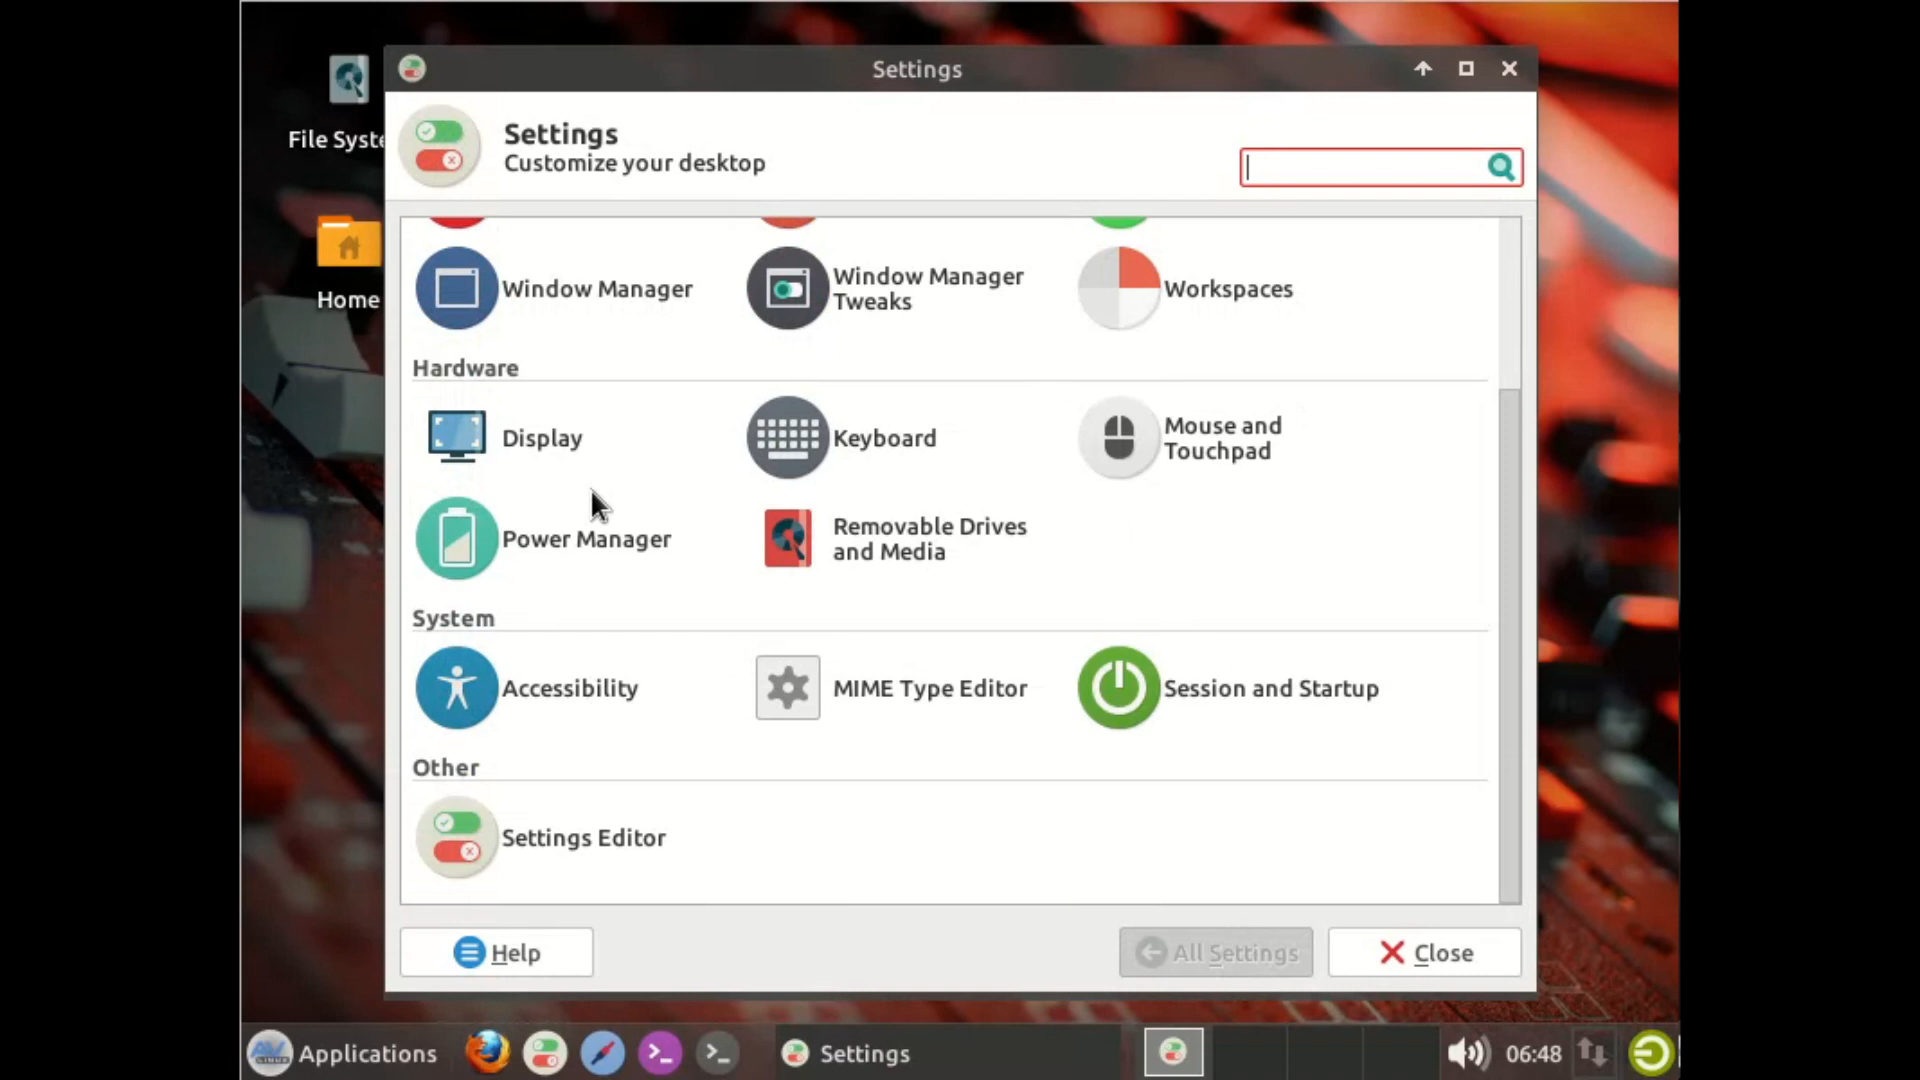 Settings
File Syste
Home
Settings
Customize your desktop
Window Manager
Window Manager
Tweaks
Workspaces
Hardware
Display
Keyboard
Mouse and
Touchpad
Power Manager
Removable Drives
and Media
System
Accessibility
MIME Type Editor
Session and Startup
Other
Settings Editor
Help
All Settings
Close
Applications
Settings
06:48